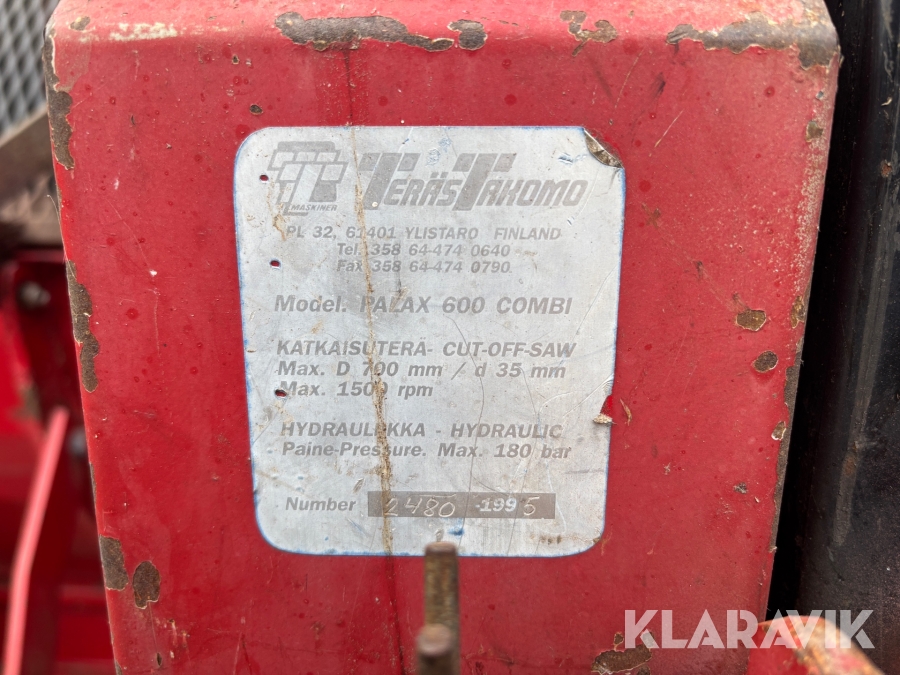 TERÄSTAKOMO
MASKINER
PL 32, 61401 YLISTARO FINLAND
Tel. 358 64-474 0640
Fax 358 64-474 0790
Model. PALAX 600 COMBI
KATKAISUTERÄ- CUT-OFF-SAW
Max. D 700 mm / d 35 mm
Max. 1500 rpm
HYDRAULIIKKA - HYDRAULIC
Paine-Pressure. Max. 180 bar
Number 2480 -1995
KLARAVIK